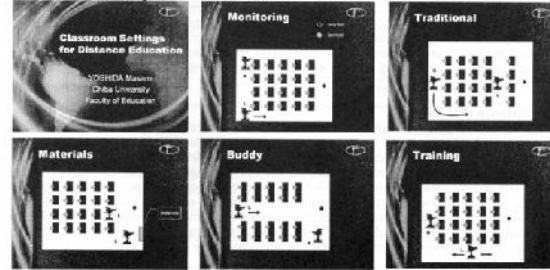 Classroom Settings
for Distance Education
YOSHIDA Masami
Chiba University
Faculty of Education
Monitoring
Traditional
Materials
Buddy
Training